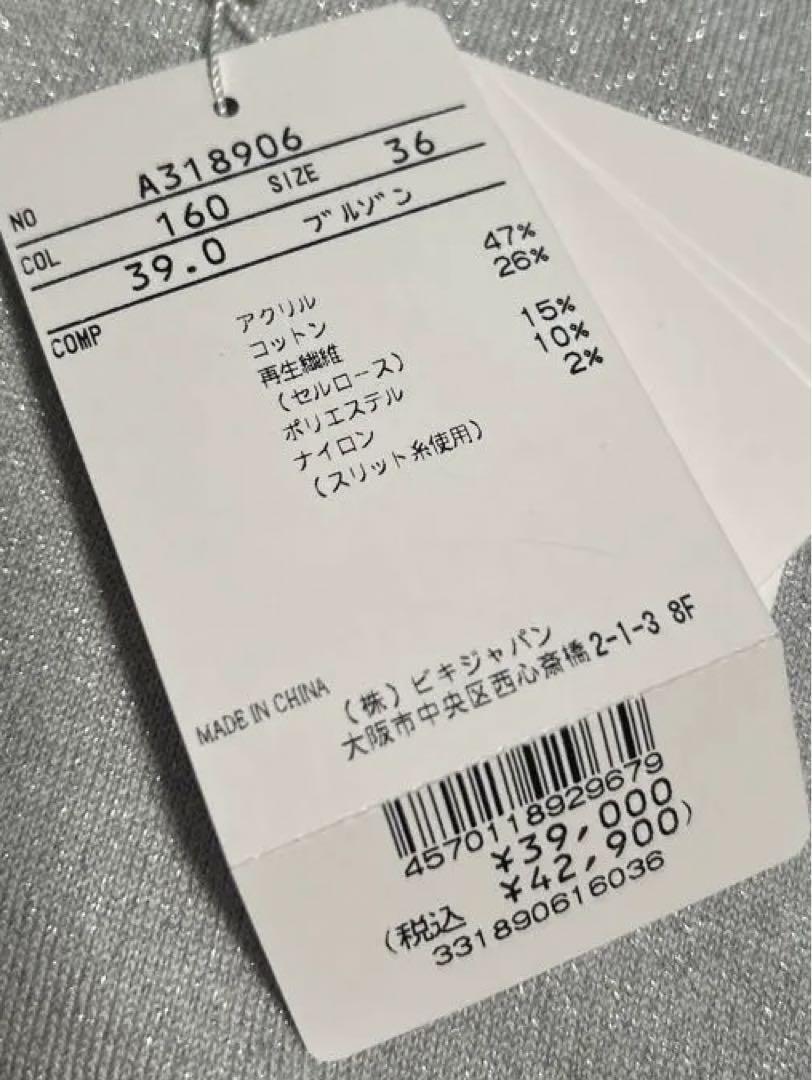 NO A318906
COL 160 SIZE 36
39.0 ブルゾン
COMP
アクリル 47%
コットン 26%
再生繊維
(セルロース) 15%
ポリエステル 10%
ナイロン 2%
(スリット糸使用)
MADE IN CHINA
(株)ビキジャパン
大阪市中央区西心斎橋2-1-3 8F
4570118929679
¥39,000
(税込 ¥42,900)
331890616036